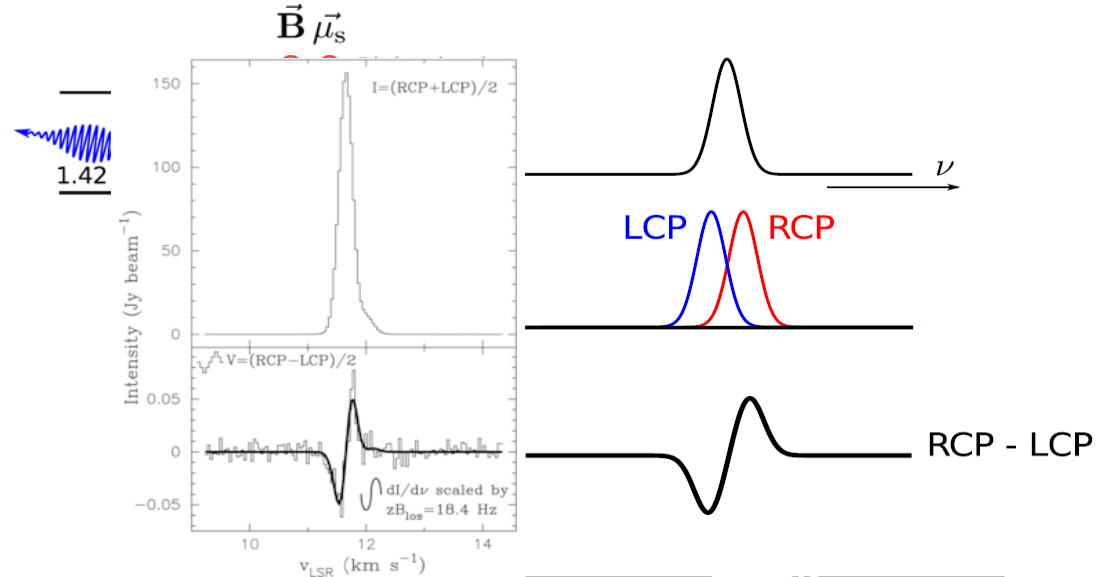 B⃗ μ⃗s
150
I=(RCP+LCP)/2
100
50
0
1.42
Intensity (Jy beam⁻¹)
V=(RCP−LCP)/2
0.05
0
−0.05
dI/dν scaled by
zBlos=18.4 Hz
10
12
14
vLSR (km s⁻¹)
ν
LCP
RCP
RCP - LCP